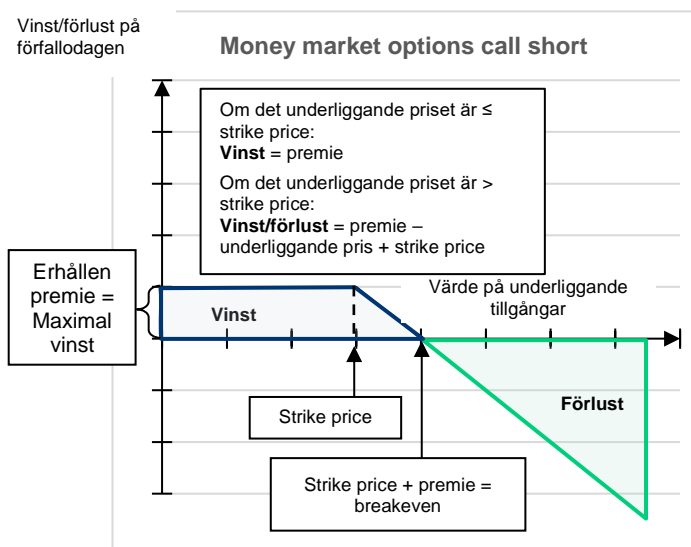 Vinst/förlust på
förfallodagen
Money market options call short
Om det underliggande priset är ≤
strike price:
Vinst = premie
Om det underliggande priset är >
strike price:
Vinst/förlust = premie –
underliggande pris + strike price
Erhållen
premie =
Maximal
vinst
Vinst
Värde på underliggande
tillgångar
Strike price
Förlust
Strike price + premie =
breakeven